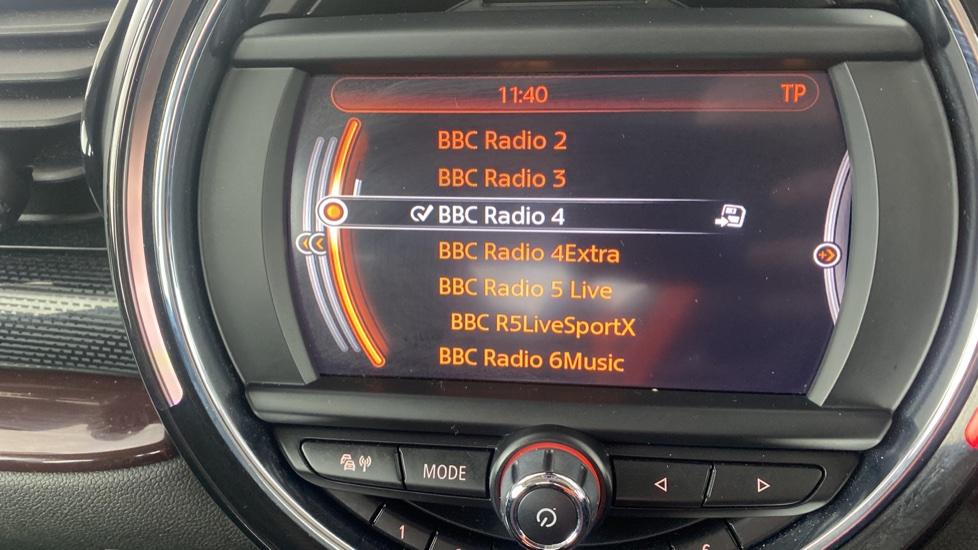 11:40 TP
BBC Radio 2
BBC Radio 3
BBC Radio 4
BBC Radio 4Extra
BBC Radio 5 Live
BBC R5LiveSportX
BBC Radio 6Music
MODE
1